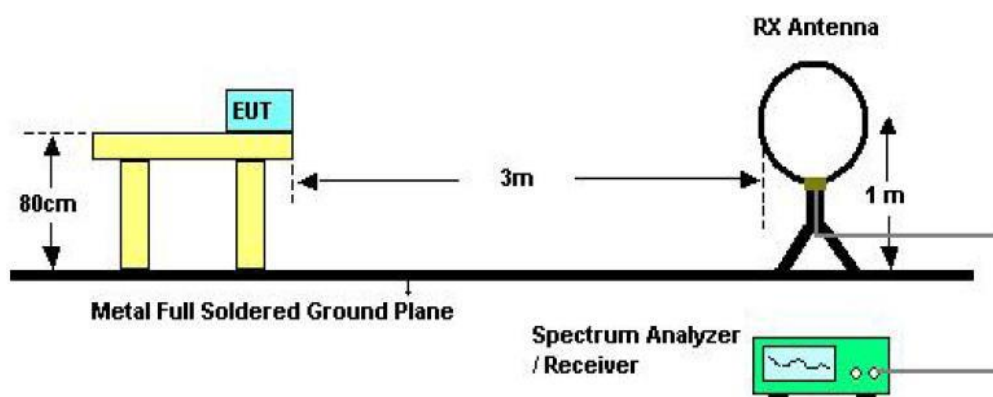 RX Antenna
EUT
80cm
3m
1 m
Metal Full Soldered Ground Plane
Spectrum Analyzer
/ Receiver